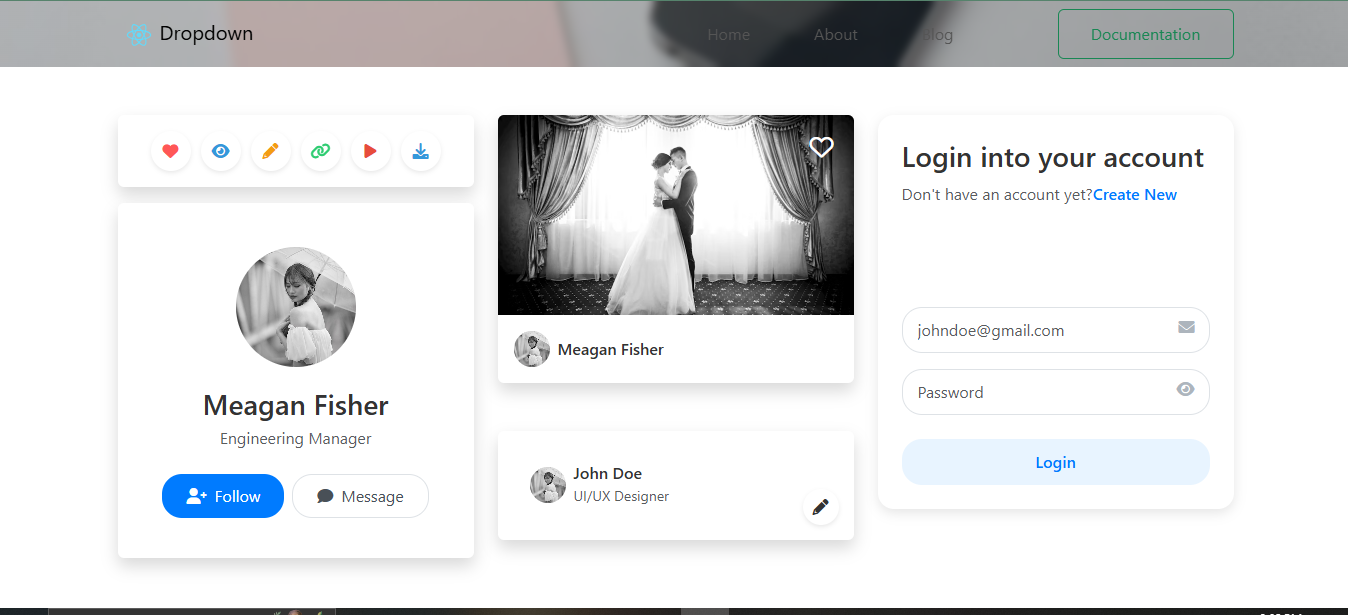 Dropdown
Home
About
Blog
Documentation
Meagan Fisher
Engineering Manager
Follow
Message
Meagan Fisher
John Doe
UI/UX Designer
Login into your account
Don't have an account yet?Create New
johndoe@gmail.com
Password
Login